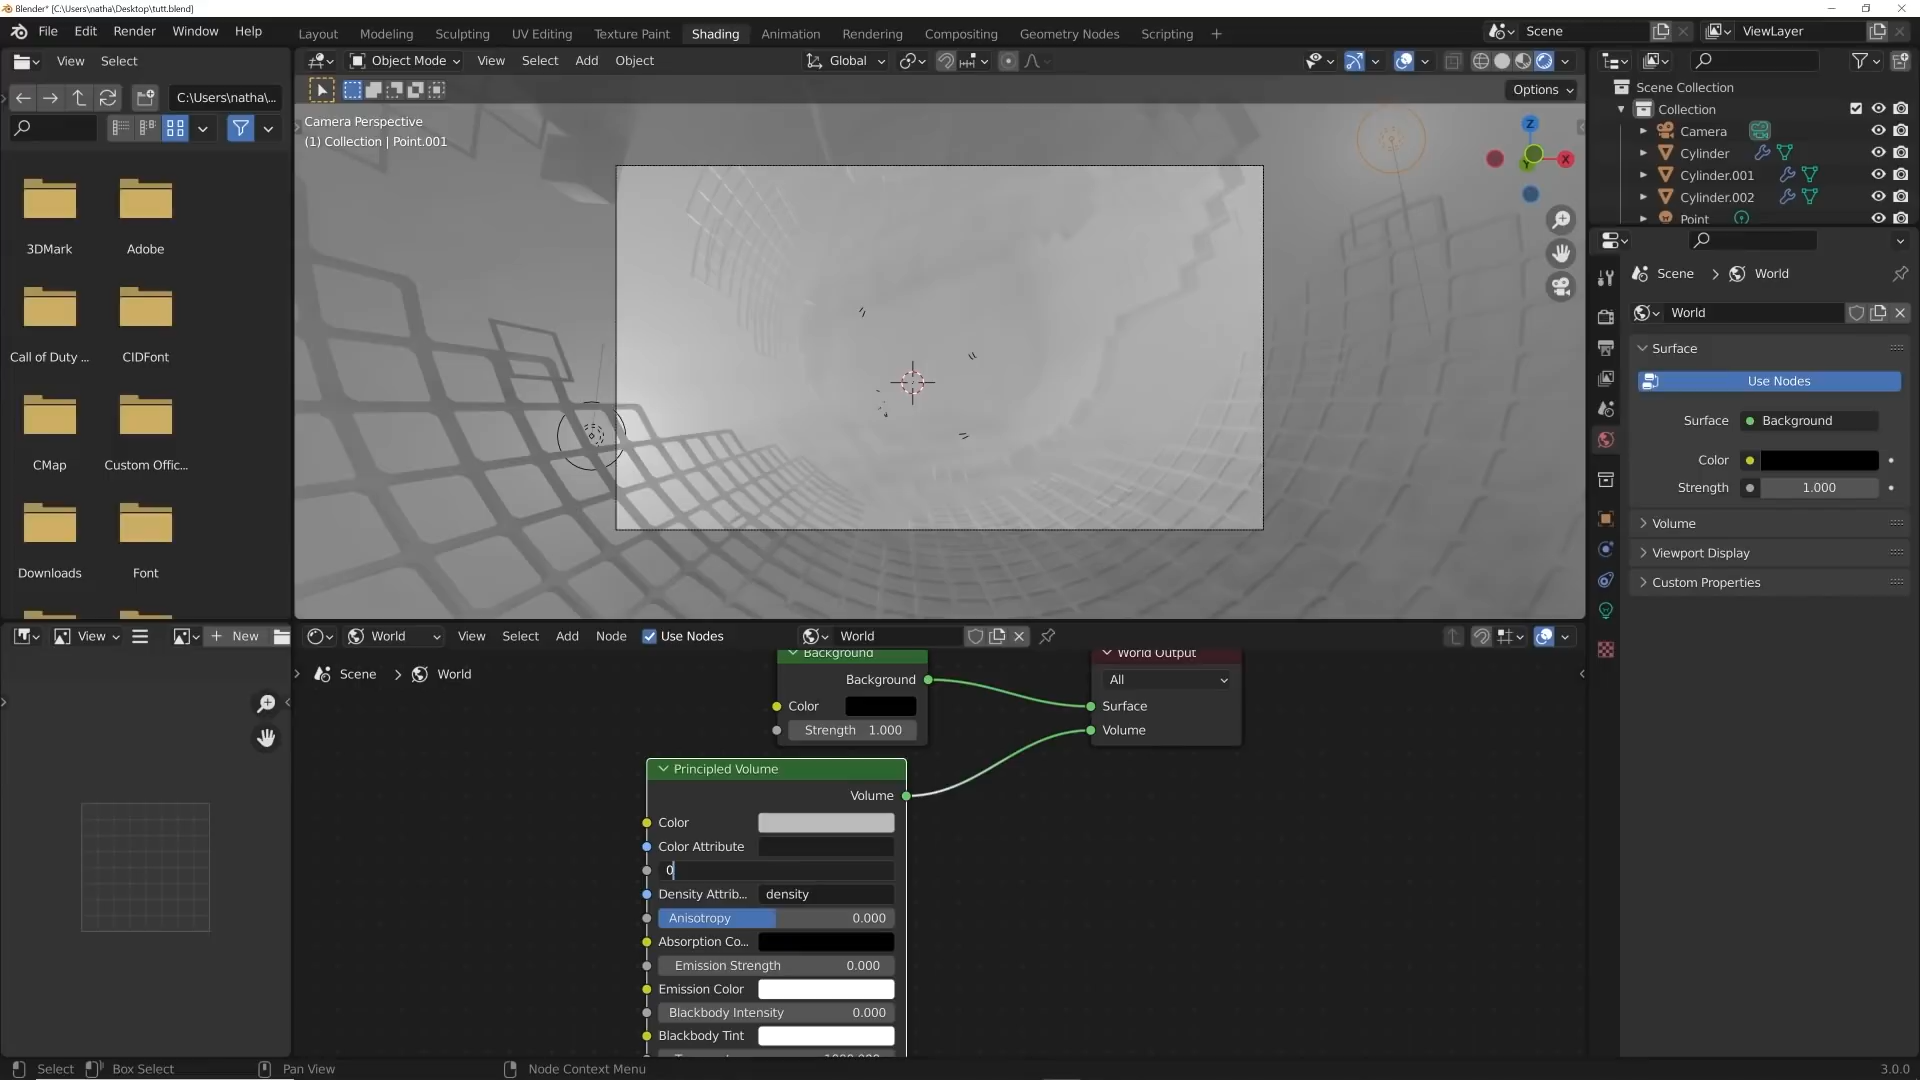 Blender* [C:\Users\natha\Desktop\tutt.blend]
File Edit Render Window Help
Layout Modeling Sculpting UV Editing Texture Paint Shading Animation Rendering Compositing Geometry Nodes Scripting +
Scene
ViewLayer
View Select
Object Mode View Select Add Object
Global
Options
C:\Users\natha\...
3DMark
Adobe
Call of Duty ...
CIDFont
CMap
Custom Offic...
Downloads
Font
Camera Perspective
(1) Collection | Point.001
Z
X
Y
Scene Collection
Collection
Camera
Cylinder
Cylinder.001
Cylinder.002
Point
Scene > World
World
Surface
Use Nodes
Surface Background
Color
Strength 1.000
Volume
Viewport Display
Custom Properties
View
+ New
World View Select Add Node Use Nodes
World
Scene > World
Background
Background
Color
Strength 1.000
World Output
All
Surface
Volume
Principled Volume
Volume
Color
Color Attribute
0
Density Attrib... density
Anisotropy 0.000
Absorption Co...
Emission Strength 0.000
Emission Color
Blackbody Intensity 0.000
Blackbody Tint
Select Box Select Pan View Node Context Menu
3.0.0